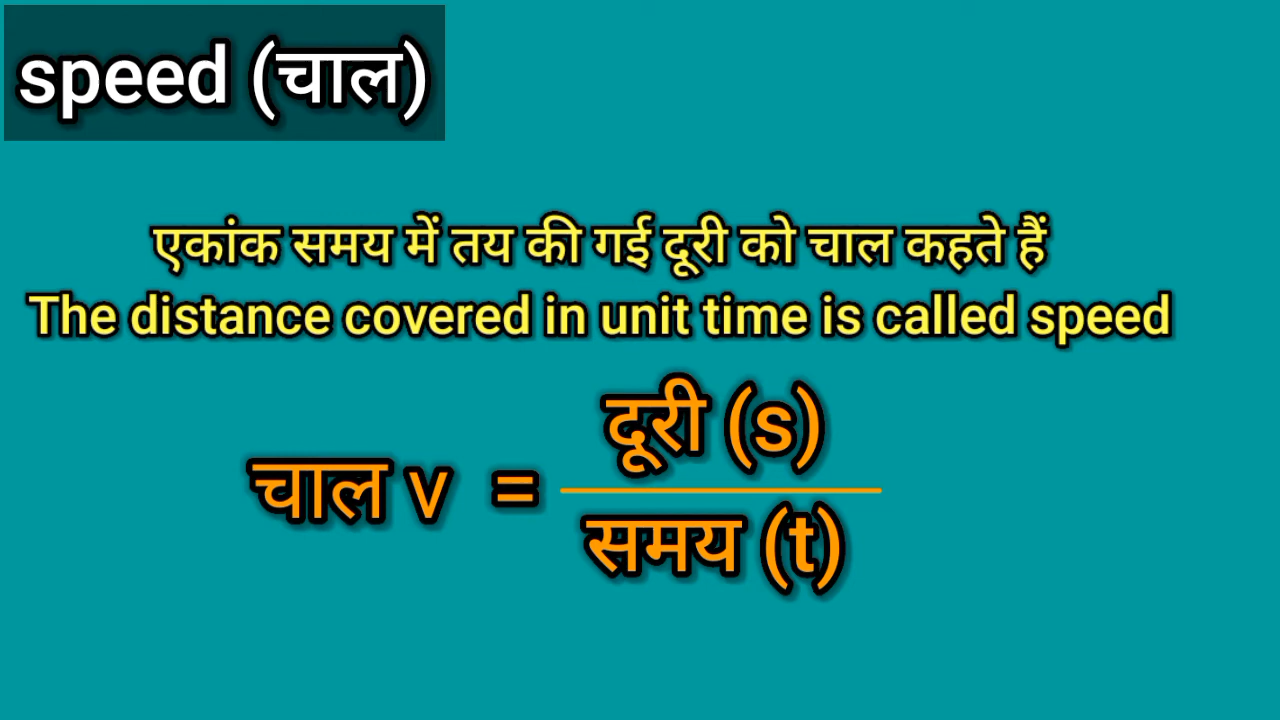 speed (चाल)
एकांक समय में तय की गई दूरी को चाल कहते हैं
The distance covered in unit time is called speed
दूरी (s)
चाल v =
समय (t)